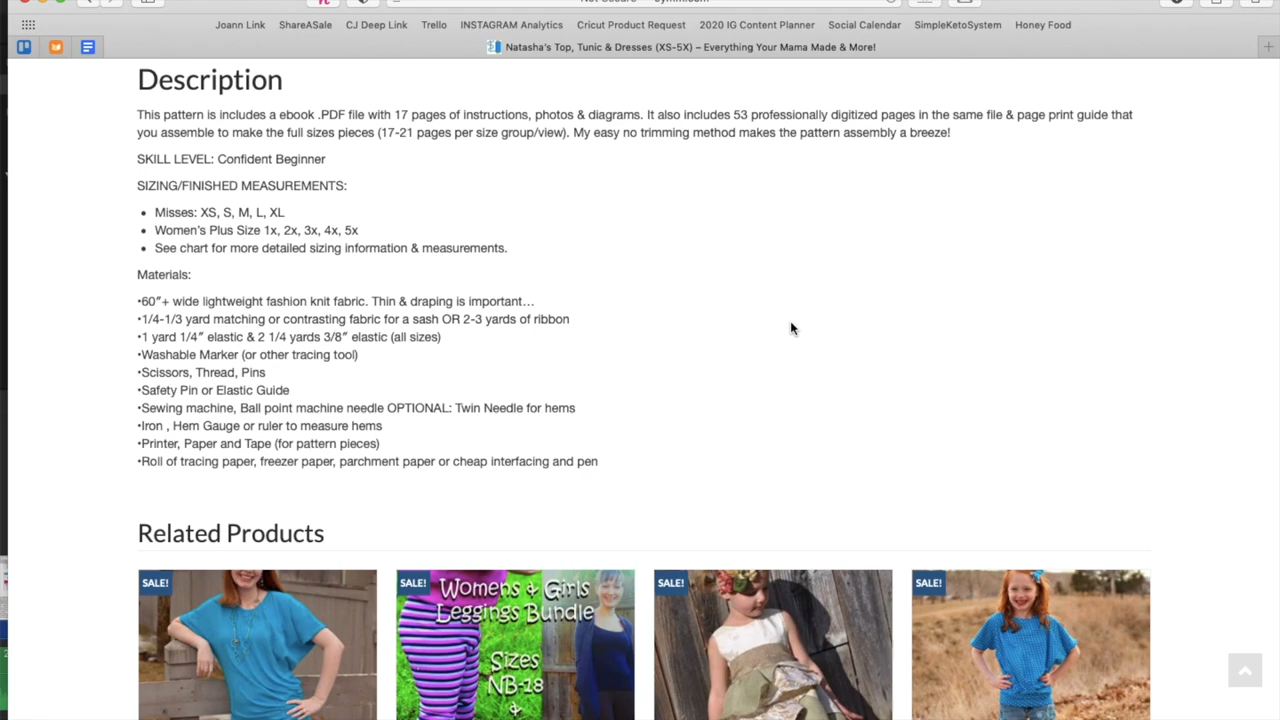 Joann Link ShareASale CJ Deep Link Trello INSTAGRAM Analytics Cricut Product Request 2020 IG Content Planner Social Calendar SimpleKetoSystem Honey Food
Natasha's Top, Tunic & Dresses (XS-5X) – Everything Your Mama Made & More!
Description
This pattern is includes a ebook .PDF file with 17 pages of instructions, photos & diagrams. It also includes 53 professionally digitized pages in the same file & page print guide that
you assemble to make the full sizes pieces (17-21 pages per size group/view). My easy no trimming method makes the pattern assembly a breeze!
SKILL LEVEL: Confident Beginner
SIZING/FINISHED MEASUREMENTS:
• Misses: XS, S, M, L, XL
• Women's Plus Size 1x, 2x, 3x, 4x, 5x
• See chart for more detailed sizing information & measurements.
Materials:
•60″+ wide lightweight fashion knit fabric. Thin & draping is important…
•1/4-1/3 yard matching or contrasting fabric for a sash OR 2-3 yards of ribbon
•1 yard 1/4″ elastic & 2 1/4 yards 3/8″ elastic (all sizes)
•Washable Marker (or other tracing tool)
•Scissors, Thread, Pins
•Safety Pin or Elastic Guide
•Sewing machine, Ball point machine needle OPTIONAL: Twin Needle for hems
•Iron , Hem Gauge or ruler to measure hems
•Printer, Paper and Tape (for pattern pieces)
•Roll of tracing paper, freezer paper, parchment paper or cheap interfacing and pen
Related Products
SALE! SALE! SALE! SALE!
Womens & Girls
Leggings Bundle
Sizes
NB-18
&